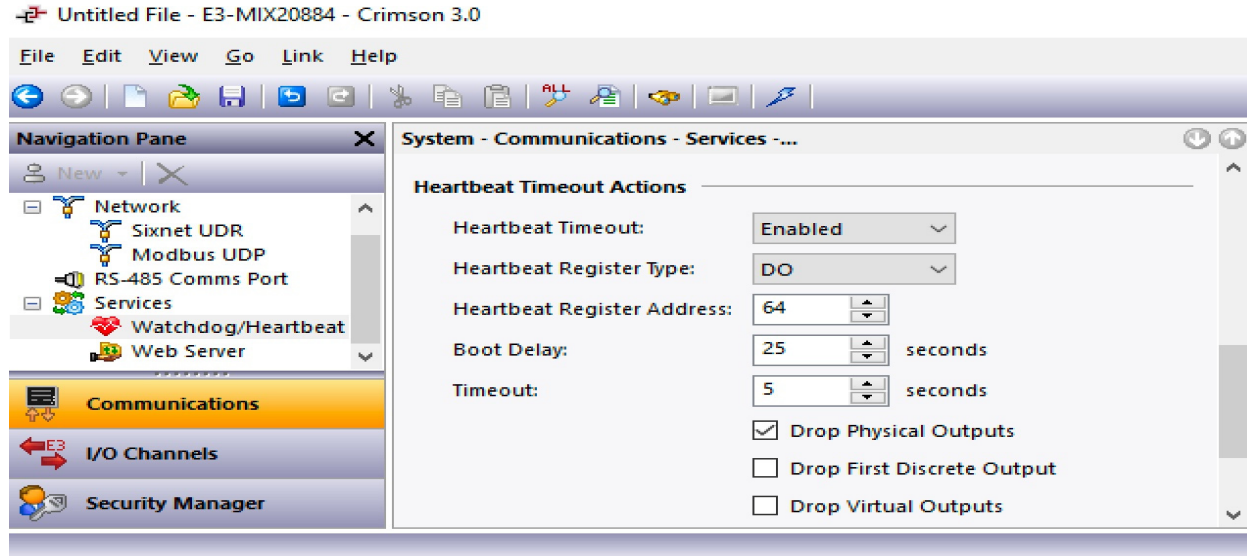 Untitled File - E3-MIX20884 - Crimson 3.0
File Edit View Go Link Help
ALL
Navigation Pane
New
Network
Sixnet UDR
Modbus UDP
RS-485 Comms Port
Services
Watchdog/Heartbeat
Web Server
Communications
E3
I/O Channels
Security Manager
System - Communications - Services -...
Heartbeat Timeout Actions
Heartbeat Timeout: Enabled
Heartbeat Register Type: DO
Heartbeat Register Address: 64
Boot Delay: 25 seconds
Timeout: 5 seconds
Drop Physical Outputs
Drop First Discrete Output
Drop Virtual Outputs